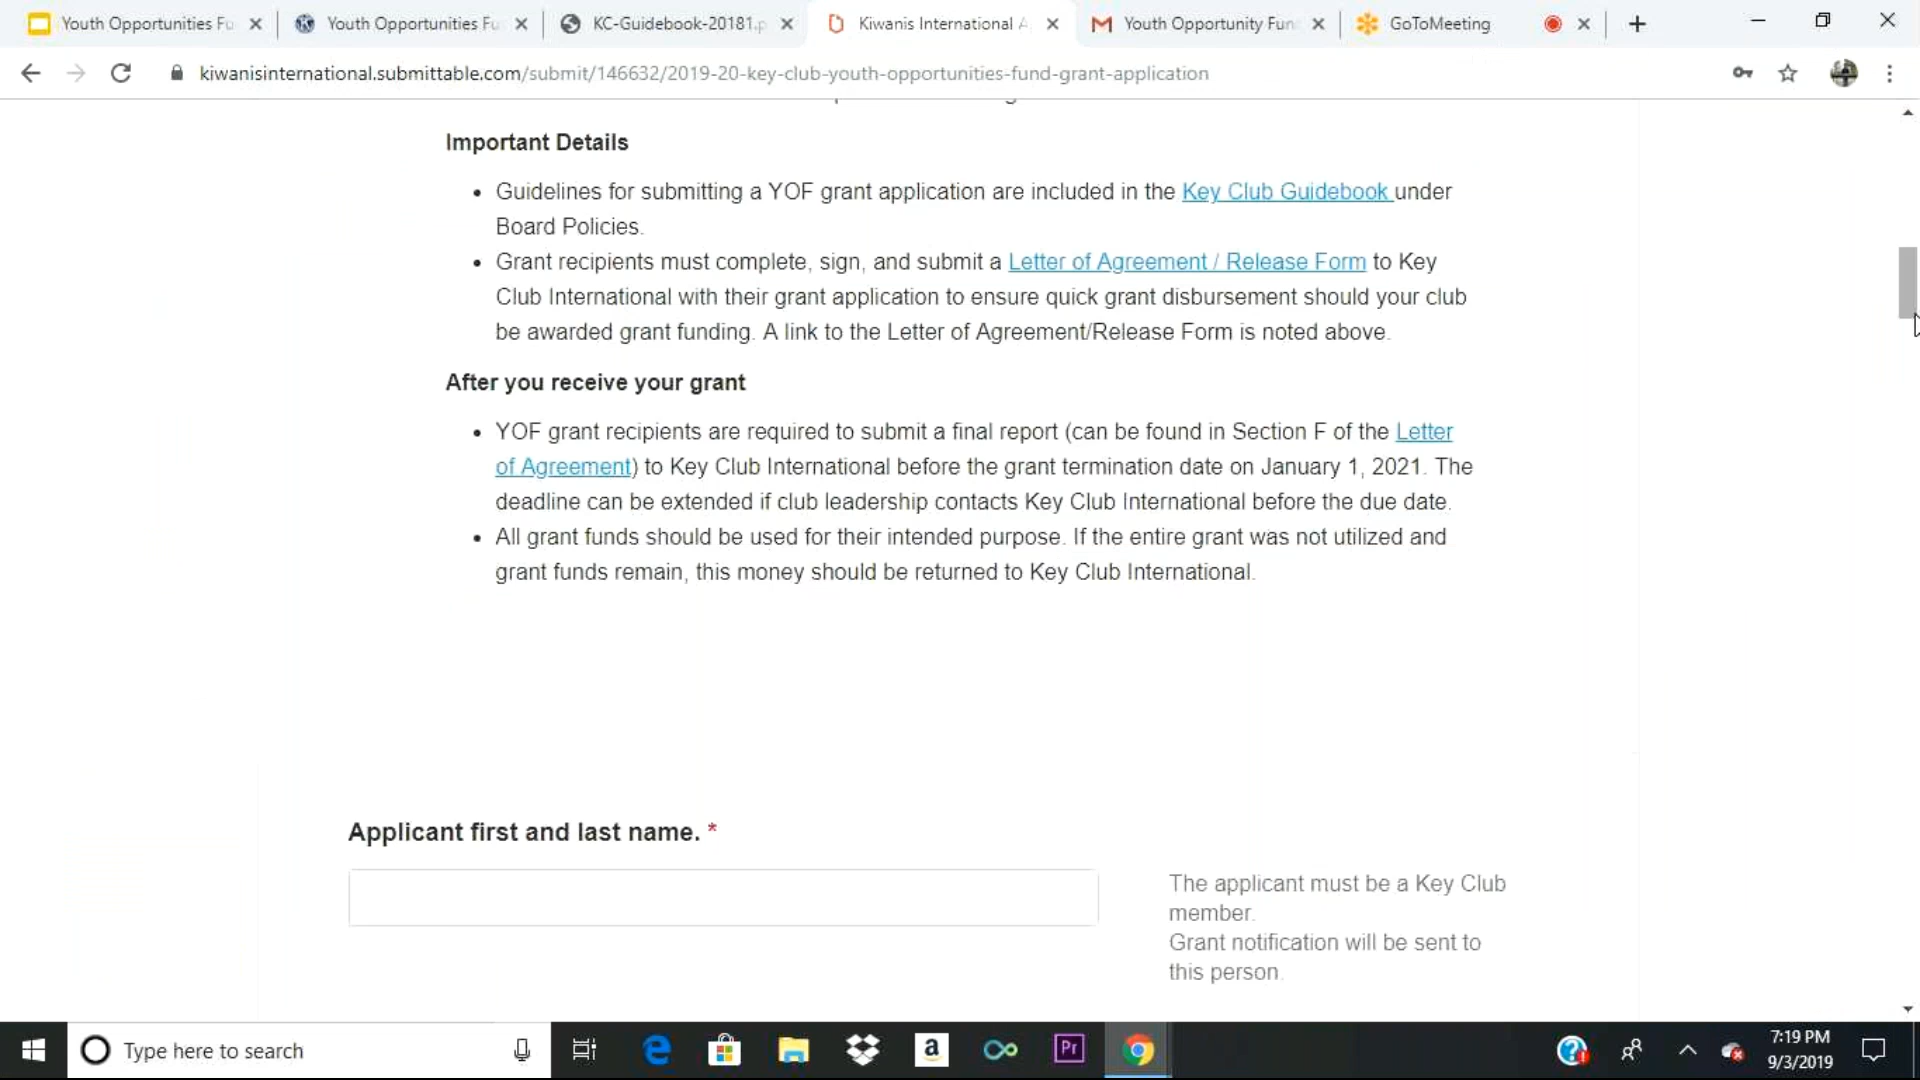 Youth Opportunities Fu
Youth Opportunities Fu
KC-Guidebook-20181.p
Kiwanis International A
Youth Opportunity Fun
GoToMeeting
kiwanisinternational.submittable.com/submit/146632/2019-20-key-club-youth-opportunities-fund-grant-application
Important Details
• Guidelines for submitting a YOF grant application are included in the Key Club Guidebook under
Board Policies.
• Grant recipients must complete, sign, and submit a Letter of Agreement / Release Form to Key
Club International with their grant application to ensure quick grant disbursement should your club
be awarded grant funding. A link to the Letter of Agreement/Release Form is noted above.
After you receive your grant
• YOF grant recipients are required to submit a final report (can be found in Section F of the Letter
of Agreement) to Key Club International before the grant termination date on January 1, 2021. The
deadline can be extended if club leadership contacts Key Club International before the due date.
• All grant funds should be used for their intended purpose. If the entire grant was not utilized and
grant funds remain, this money should be returned to Key Club International.
Applicant first and last name. *
The applicant must be a Key Club
member.
Grant notification will be sent to
this person.
Type here to search
a
Pr
7:19 PM
9/3/2019